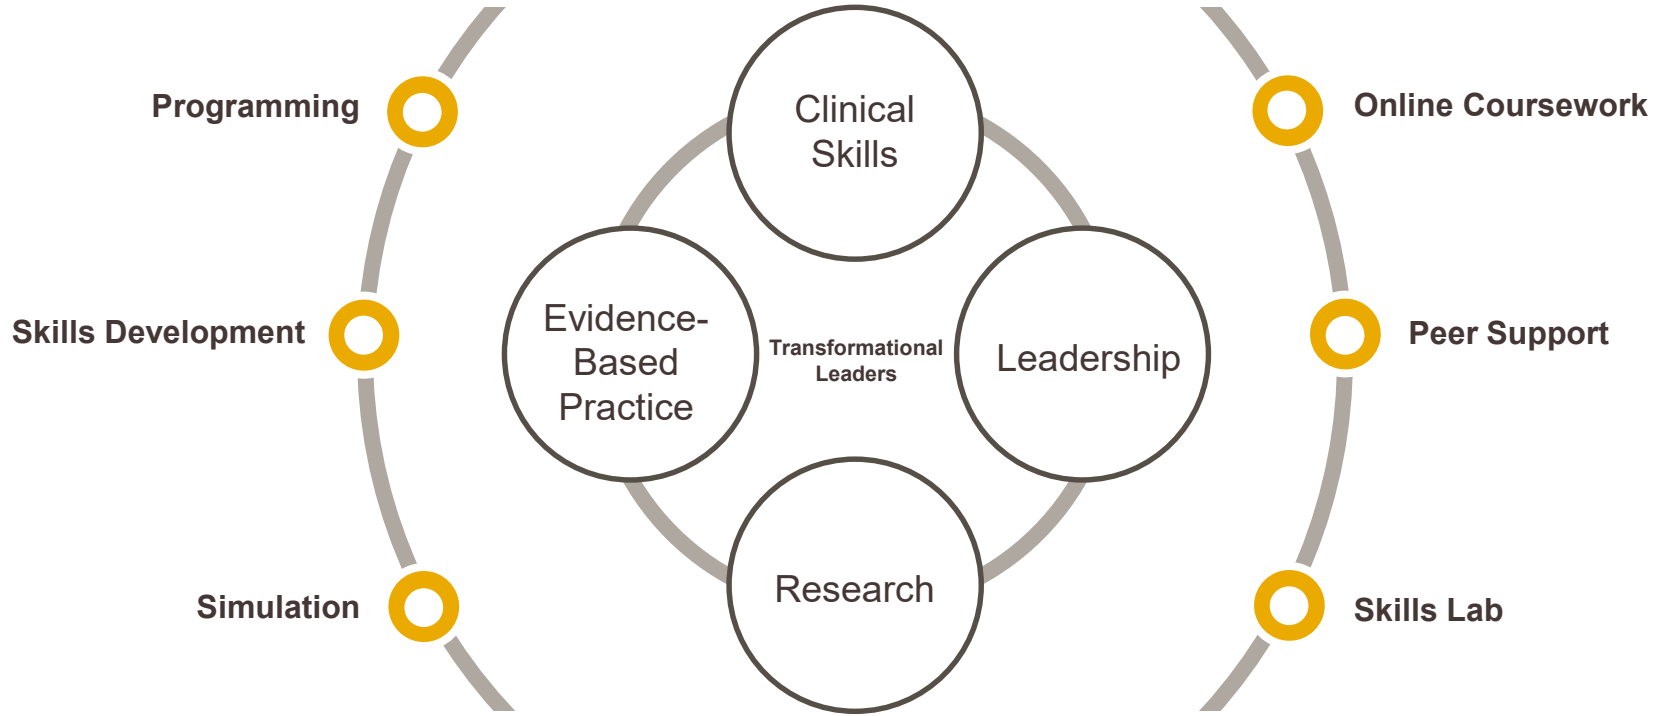 Programming
Clinical
Skills
Online Coursework
Skills Development
Evidence-
Based
Practice
Transformational
Leaders
Leadership
Peer Support
Simulation
Research
Skills Lab